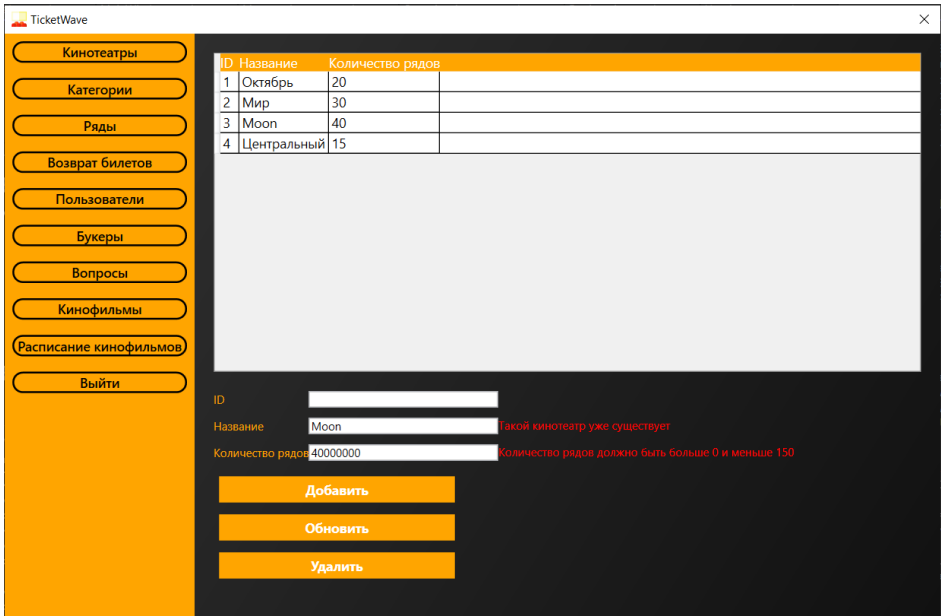 TicketWave
Кинотеатры
Категории
Ряды
Возврат билетов
Пользователи
Букеры
Вопросы
Кинофильмы
Расписание кинофильмов
Выйти
ID Название Количество рядов
1 Октябрь 20
2 Мир 30
3 Moon 40
4 Центральный 15
ID
Название Moon Такой кинотеатр уже существует
Количество рядов 40000000 Количество рядов должно быть больше 0 и меньше 150
Добавить
Обновить
Удалить